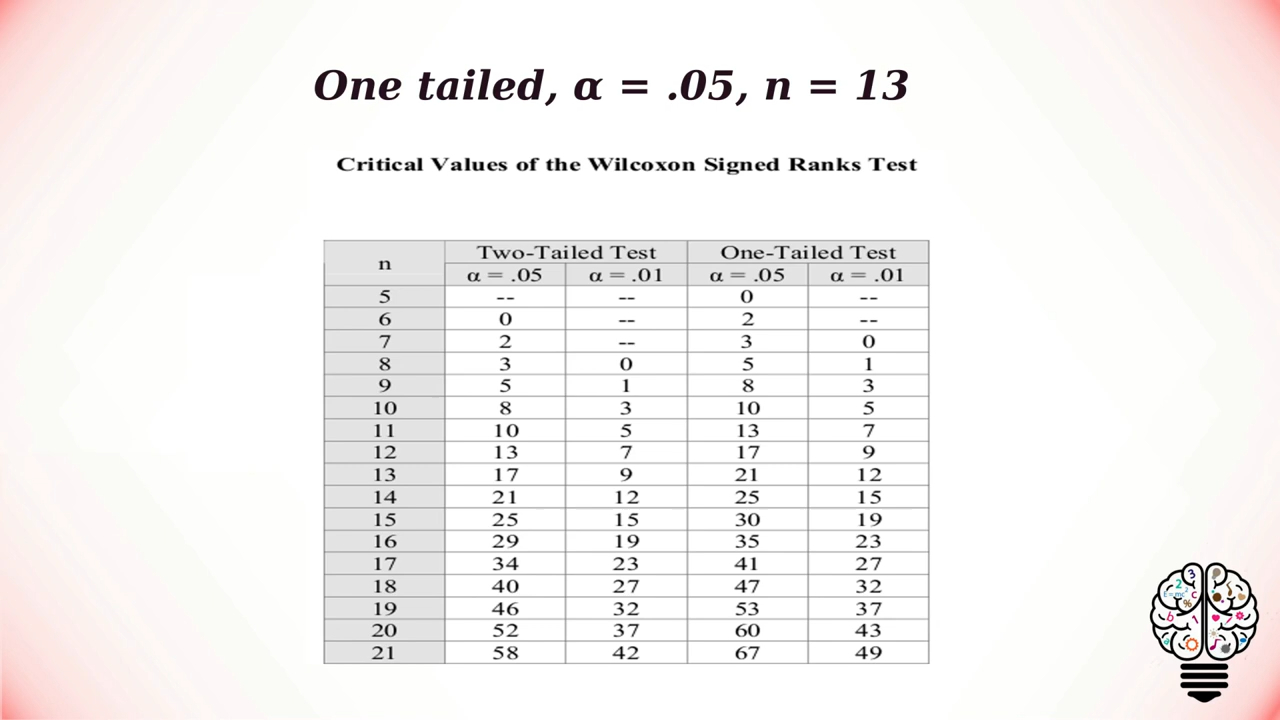 One tailed, α = .05, n = 13
Critical Values of the Wilcoxon Signed Ranks Test
n Two-Tailed Test One-Tailed Test
α = .05 α = .01 α = .05 α = .01
5 -- -- 0 --
6 0 -- 2 --
7 2 -- 3 0
8 3 0 5 1
9 5 1 8 3
10 8 3 10 5
11 10 5 13 7
12 13 7 17 9
13 17 9 21 12
14 21 12 25 15
15 25 15 30 19
16 29 19 35 23
17 34 23 41 27
18 40 27 47 32
19 46 32 53 37
20 52 37 60 43
21 58 42 67 49